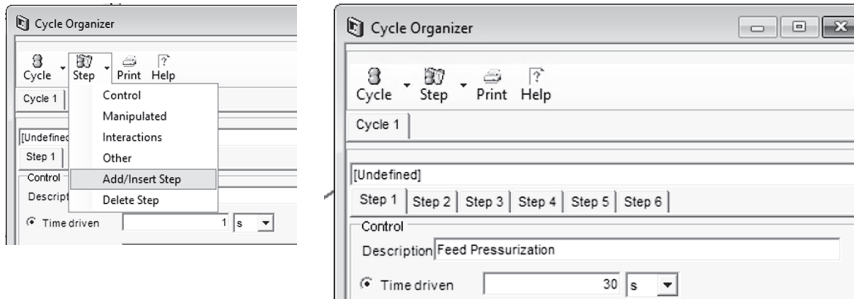 Cycle Organizer
Cycle Step Print Help
Cycle 1
Control
Manipulated
Interactions
Other
Add/Insert Step
Delete Step
[Undefined
Step 1
Control
Descript
Time driven 1 s
Cycle Organizer
Cycle Step Print Help
Cycle 1
[Undefined]
Step 1 Step 2 Step 3 Step 4 Step 5 Step 6
Control
Description Feed Pressurization
Time driven 30 s